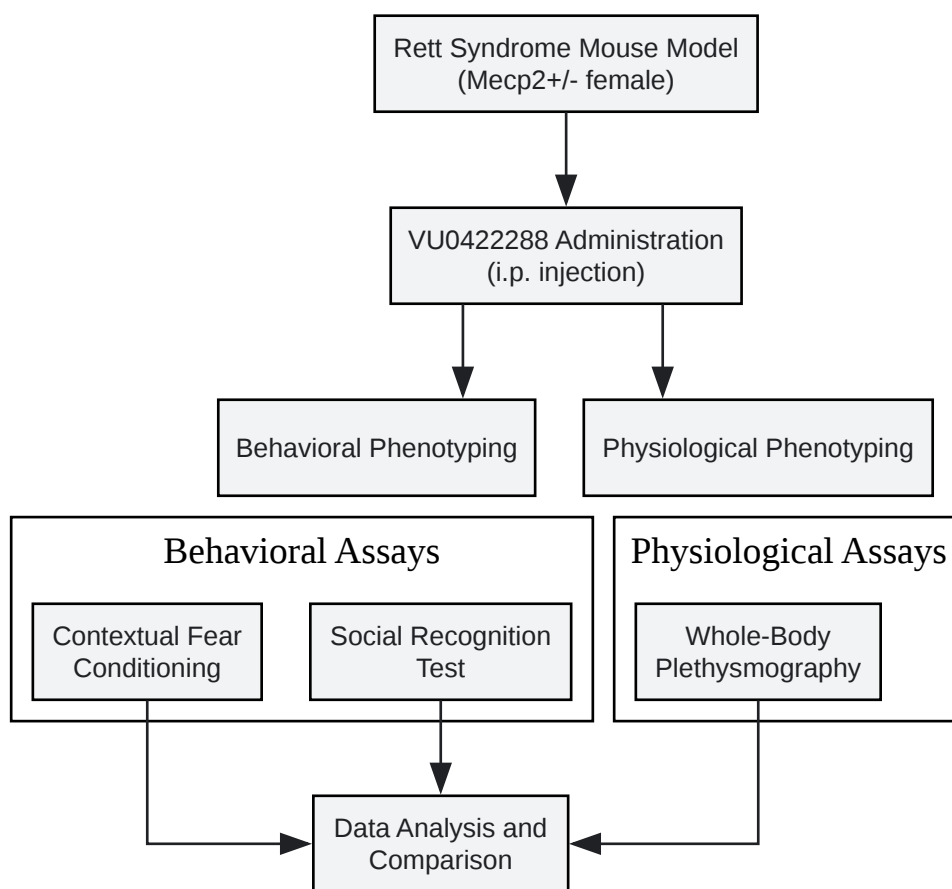 Rett Syndrome Mouse Model
(Mecp2+/- female)
VU0422288 Administration
(i.p. injection)
Behavioral Phenotyping
Physiological Phenotyping
Behavioral Assays
Physiological Assays
Contextual Fear
Conditioning
Social Recognition
Test
Whole-Body
Plethysmography
Data Analysis and
Comparison